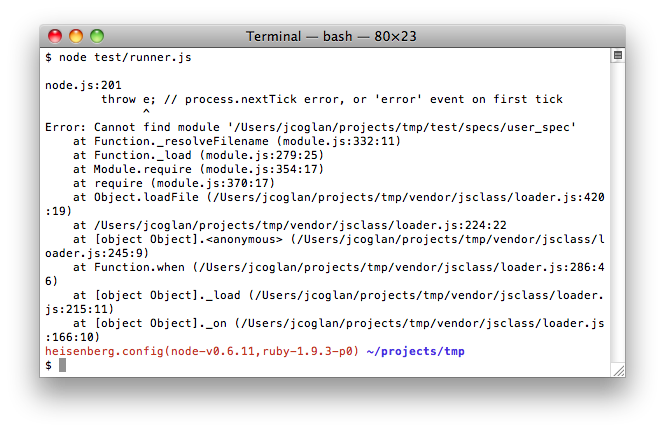 Terminal — bash — 80×23
$ node test/runner.js
node.js:201
throw e; // process.nextTick error, or 'error' event on first tick
^
Error: Cannot find module '/Users/jcoglan/projects/tmp/test/specs/user_spec'
at Function._resolveFilename (module.js:332:11)
at Function._load (module.js:279:25)
at Module.require (module.js:354:17)
at require (module.js:370:17)
at Object.loadFile (/Users/jcoglan/projects/tmp/vendor/jsclass/loader.js:420
:19)
at /Users/jcoglan/projects/tmp/vendor/jsclass/loader.js:224:22
at [object Object].<anonymous> (/Users/jcoglan/projects/tmp/vendor/jsclass/l
oader.js:245:9)
at Function.when (/Users/jcoglan/projects/tmp/vendor/jsclass/loader.js:286:4
6)
at [object Object]._load (/Users/jcoglan/projects/tmp/vendor/jsclass/loader.
js:215:11)
at [object Object]._on (/Users/jcoglan/projects/tmp/vendor/jsclass/loader.js
:166:10)
heisenberg.config(node-v0.6.11,ruby-1.9.3-p0) ~/projects/tmp
$